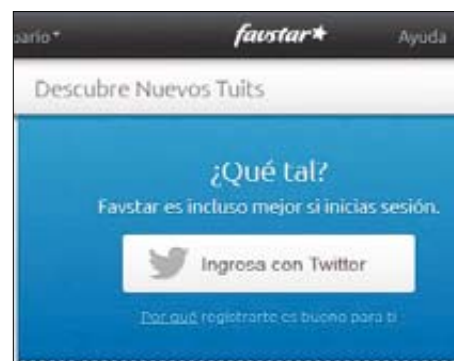 uario
favstar
Ayuda
Descubre Nuevos Tuits
¿Qué tal?
Favstar es incluso mejor si inicias sesión.
Ingresa con Twitter
Por qué registrarte es bueno para ti